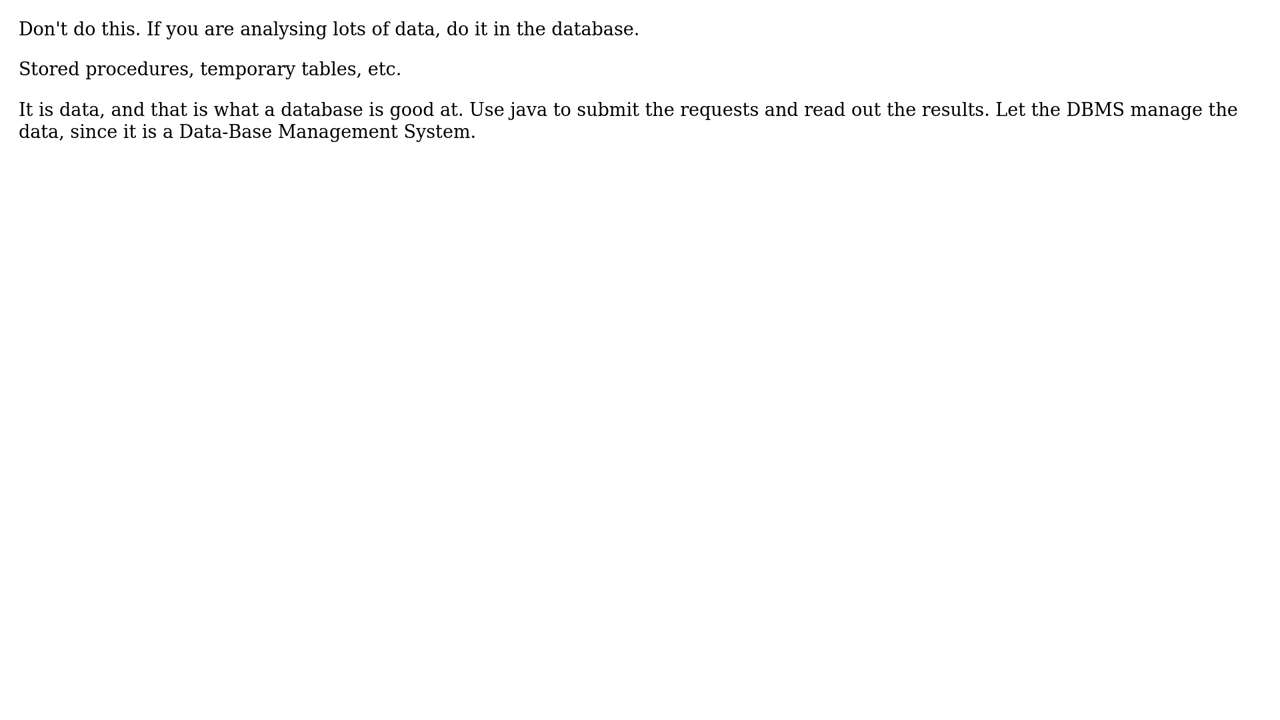 Don't do this. If you are analysing lots of data, do it in the database.
Stored procedures, temporary tables, etc.
It is data, and that is what a database is good at. Use java to submit the requests and read out the results. Let the DBMS manage the
data, since it is a Data-Base Management System.